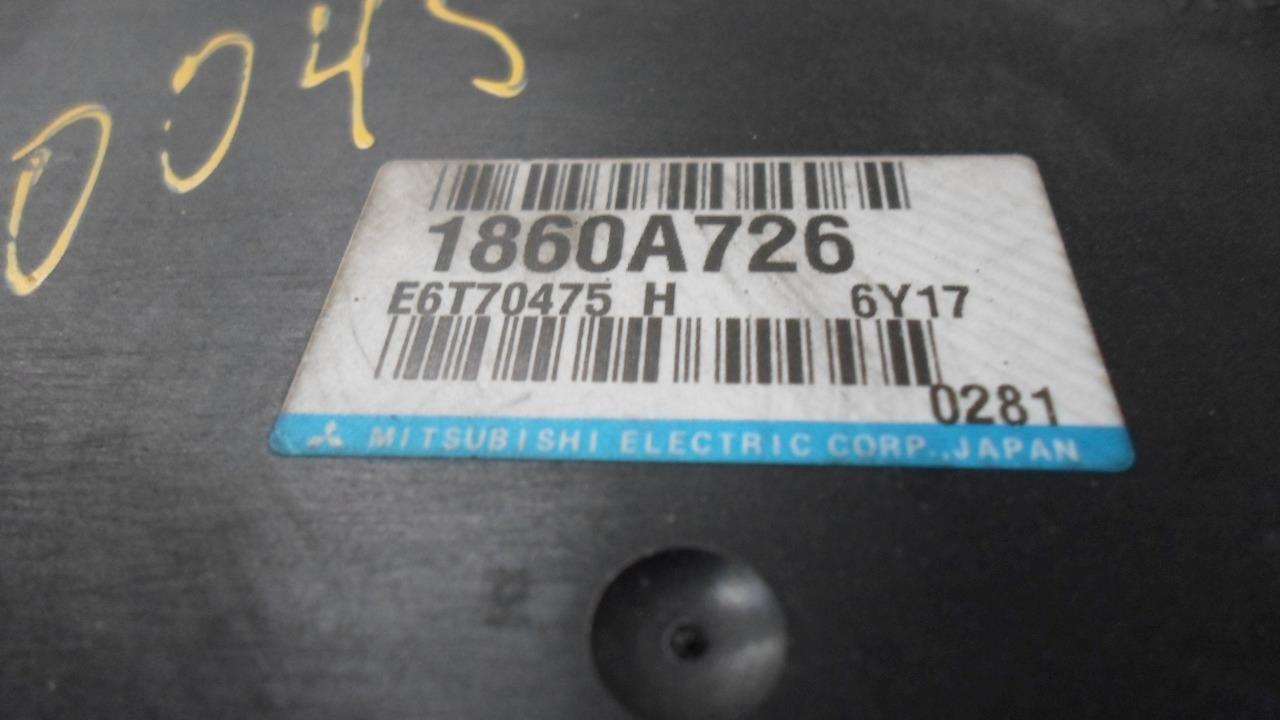 0045
1860A726
E6T70475 H 6Y17
0281
MITSUBISHI ELECTRIC CORP.,JAPAN